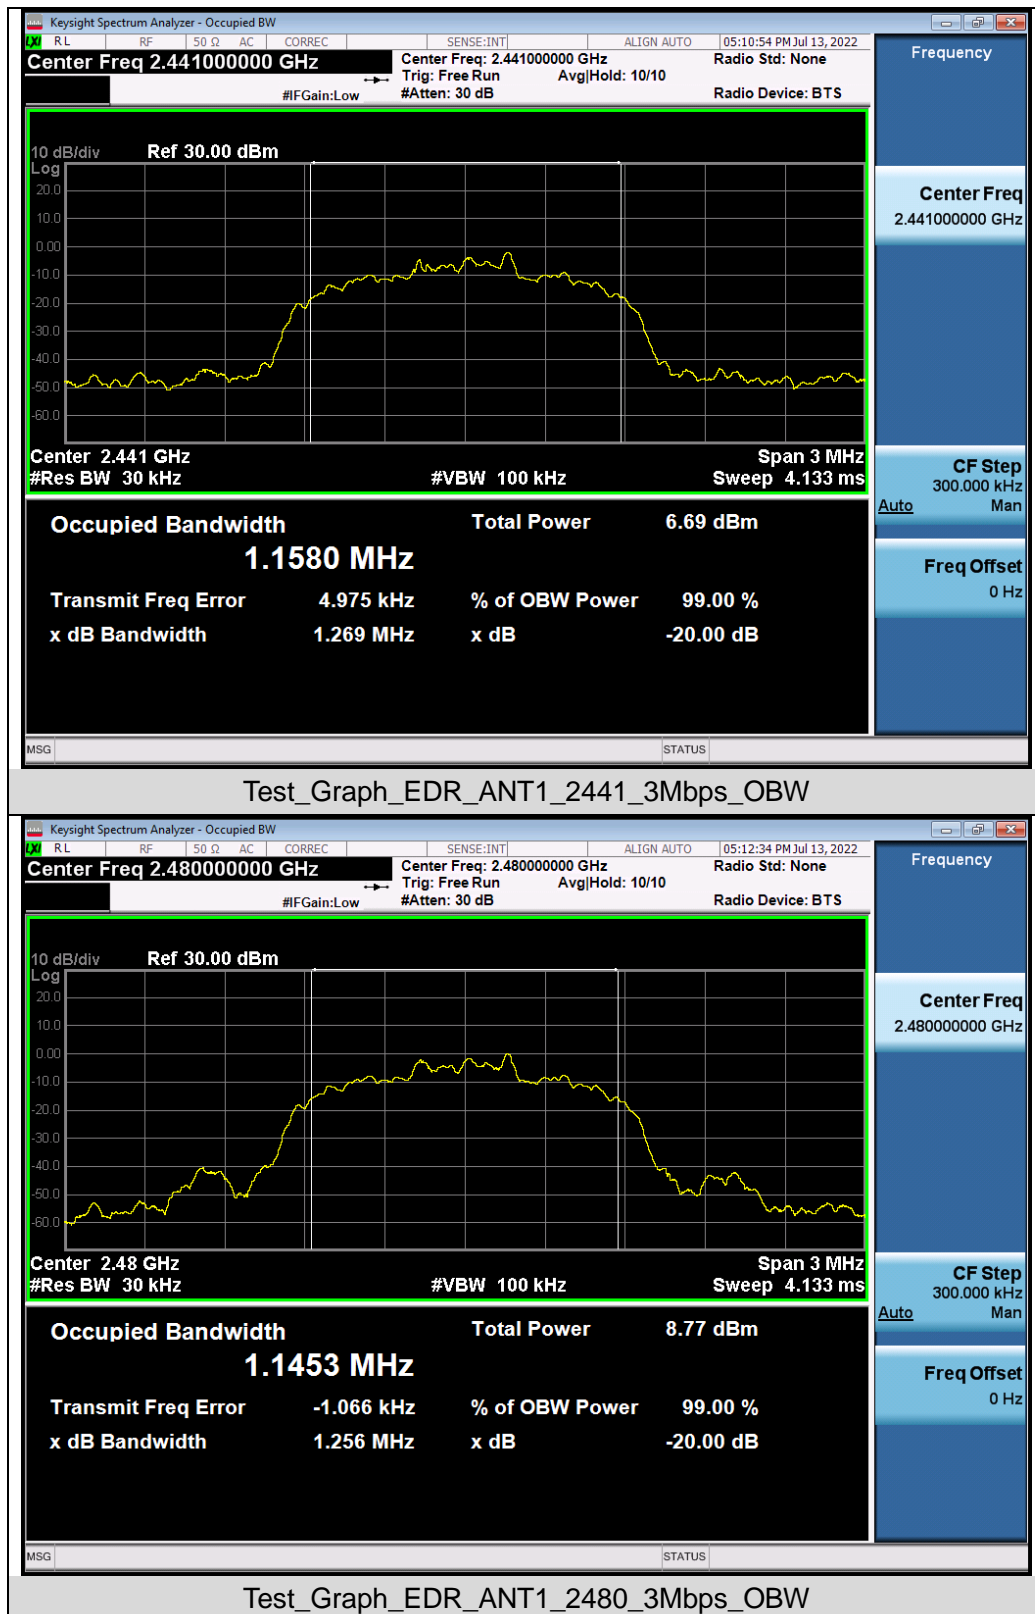 Keysight Spectrum Analyzer - Occupied BW
LXI RL RF 50 Ω AC CORREC SENSE:INT ALIGN AUTO 05:10:54 PM Jul 13, 2022
Center Freq 2.441000000 GHz
Center Freq: 2.441000000 GHz
Radio Std: None
Trig: Free Run Avg|Hold: 10/10
#IFGain:Low
#Atten: 30 dB
Radio Device: BTS
Frequency
10 dB/div Ref 30.00 dBm
Log
20.0
10.0
0.00
-10.0
-20.0
-30.0
-40.0
-50.0
-60.0
Center Freq
2.441000000 GHz
Center 2.441 GHz Span 3 MHz
#Res BW 30 kHz #VBW 100 kHz Sweep 4.133 ms
CF Step
300.000 kHz
Auto Man
Freq Offset
0 Hz
Occupied Bandwidth Total Power 6.69 dBm
1.1580 MHz
Transmit Freq Error 4.975 kHz % of OBW Power 99.00 %
x dB Bandwidth 1.269 MHz x dB -20.00 dB
MSG STATUS
Test_Graph_EDR_ANT1_2441_3Mbps_OBW
Keysight Spectrum Analyzer - Occupied BW
LXI RL RF 50 Ω AC CORREC SENSE:INT ALIGN AUTO 05:12:34 PM Jul 13, 2022
Center Freq 2.480000000 GHz
Center Freq: 2.480000000 GHz
Radio Std: None
Trig: Free Run Avg|Hold: 10/10
#IFGain:Low
#Atten: 30 dB
Radio Device: BTS
Frequency
10 dB/div Ref 30.00 dBm
Log
20.0
10.0
0.00
-10.0
-20.0
-30.0
-40.0
-50.0
-60.0
Center Freq
2.480000000 GHz
Center 2.48 GHz Span 3 MHz
#Res BW 30 kHz #VBW 100 kHz Sweep 4.133 ms
CF Step
300.000 kHz
Auto Man
Freq Offset
0 Hz
Occupied Bandwidth Total Power 8.77 dBm
1.1453 MHz
Transmit Freq Error -1.066 kHz % of OBW Power 99.00 %
x dB Bandwidth 1.256 MHz x dB -20.00 dB
MSG STATUS
Test_Graph_EDR_ANT1_2480_3Mbps_OBW